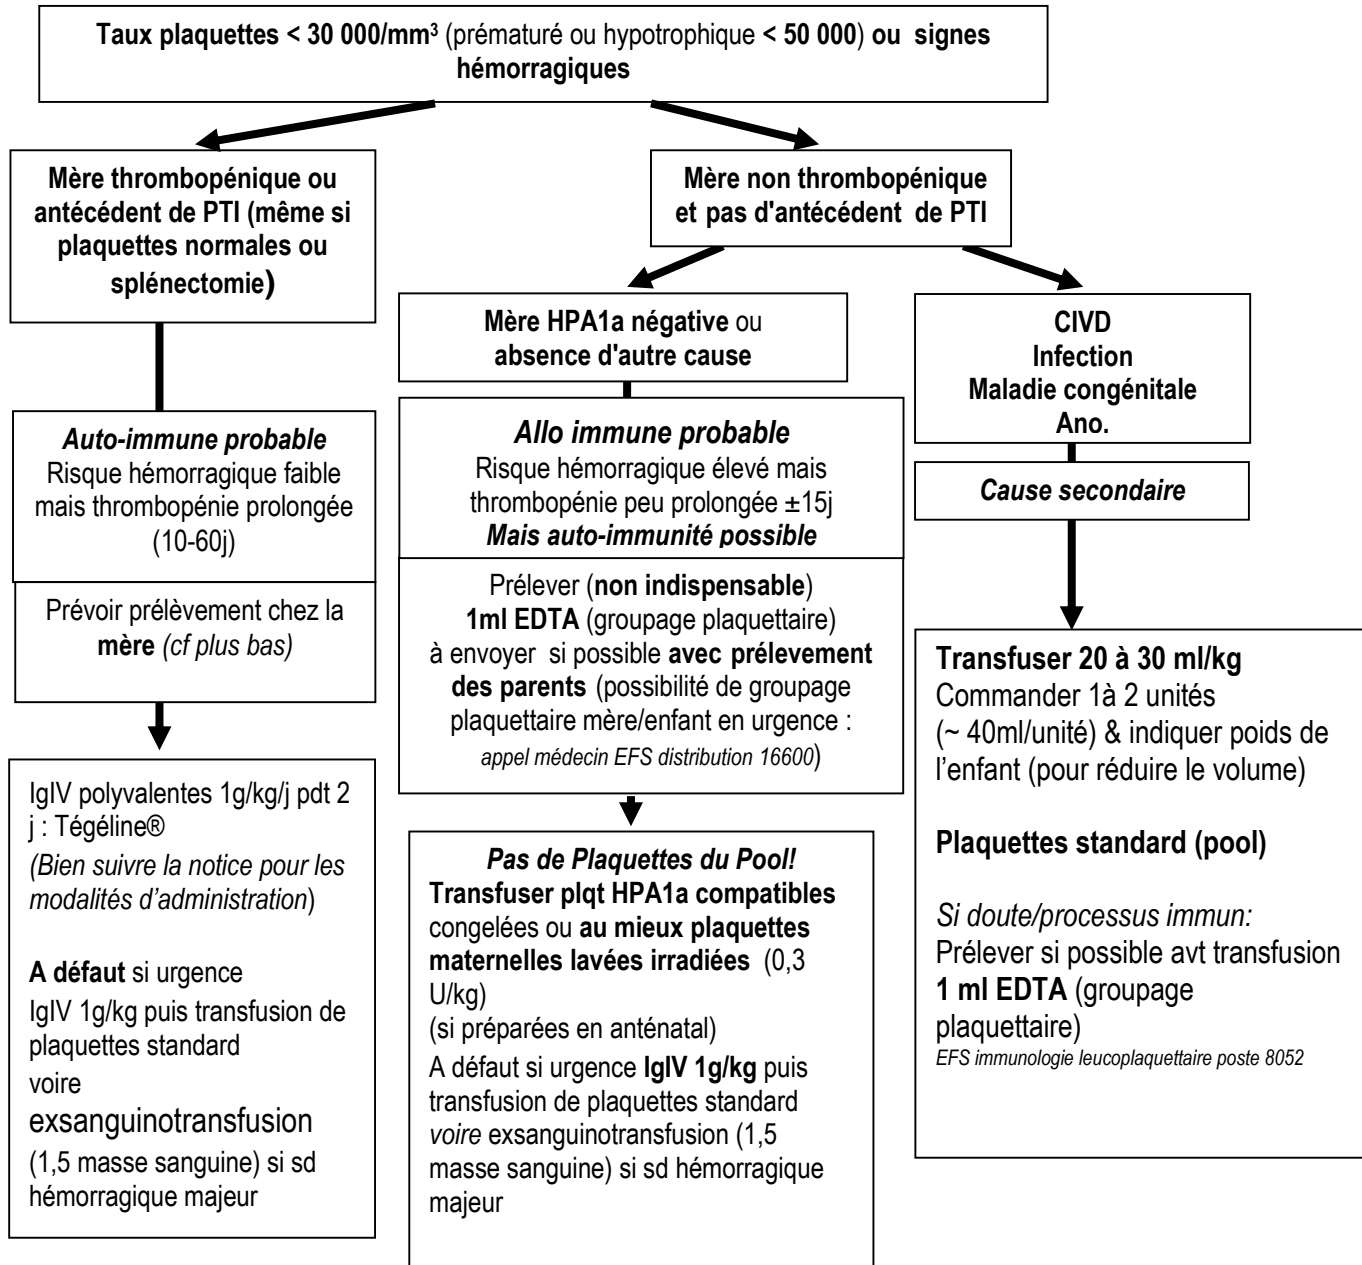 Taux plaquettes < 30 000/mm³ (prématuré ou hypotrophique < 50 000) ou signes
hémorragiques
Mère thrombopénique ou
antécédent de PTI (même si
plaquettes normales ou
splénectomie)
Mère non thrombopénique
et pas d'antécédent de PTI
Mère HPA1a négative ou
absence d'autre cause
CIVD
Infection
Maladie congénitale
Ano.
Auto-immune probable
Risque hémorragique faible
mais thrombopénie prolongée
(10-60j)
Allo immune probable
Risque hémorragique élevé mais
thrombopénie peu prolongée ±15j
Mais auto-immunité possible
Cause secondaire
Prévoir prélèvement chez la
mère (cf plus bas)
Prélever (non indispensable)
1ml EDTA (groupage plaquettaire)
à envoyer si possible avec prélevement
des parents (possibilité de groupage
plaquettaire mère/enfant en urgence :
appel médecin EFS distribution 16600)
Transfuser 20 à 30 ml/kg
Commander 1à 2 unités
(~ 40ml/unité) & indiquer poids de
l'enfant (pour réduire le volume)
Plaquettes standard (pool)
Si doute/processus immun:
Prélever si possible avt transfusion
1 ml EDTA (groupage
plaquettaire)
EFS immunologie leucoplaquettaire poste 8052
IgIV polyvalentes 1g/kg/j pdt 2
j : Tégéline®
(Bien suivre la notice pour les
modalités d'administration)
A défaut si urgence
IgIV 1g/kg puis transfusion de
plaquettes standard
voire
exsanguinotransfusion
(1,5 masse sanguine) si sd
hémorragique majeur
Pas de Plaquettes du Pool!
Transfuser plqt HPA1a compatibles
congelées ou au mieux plaquettes
maternelles lavées irradiées (0,3
U/kg)
(si préparées en anténatal)
A défaut si urgence IgIV 1g/kg puis
transfusion de plaquettes standard
voire exsanguinotransfusion (1,5
masse sanguine) si sd hémorragique
majeur